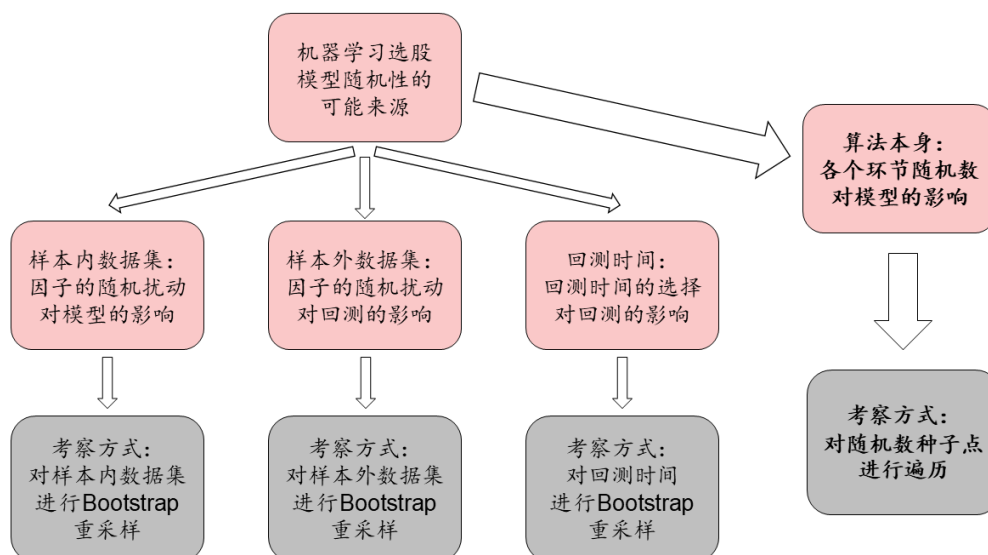 机器学习选股
模型随机性的
可能来源
算法本身：
各个环节随机数
对模型的影响
样本内数据集：
因子的随机扰动
对模型的影响
样本外数据集：
因子的随机扰动
对回测的影响
回测时间：
回测时间的选择
对回测的影响
考察方式：
对随机数种子点
进行遍历
考察方式：
对样本内数据集
进行Bootstrap
重采样
考察方式：
对样本外数据集
进行Bootstrap
重采样
考察方式：
对回测时间
进行Bootstrap
重采样